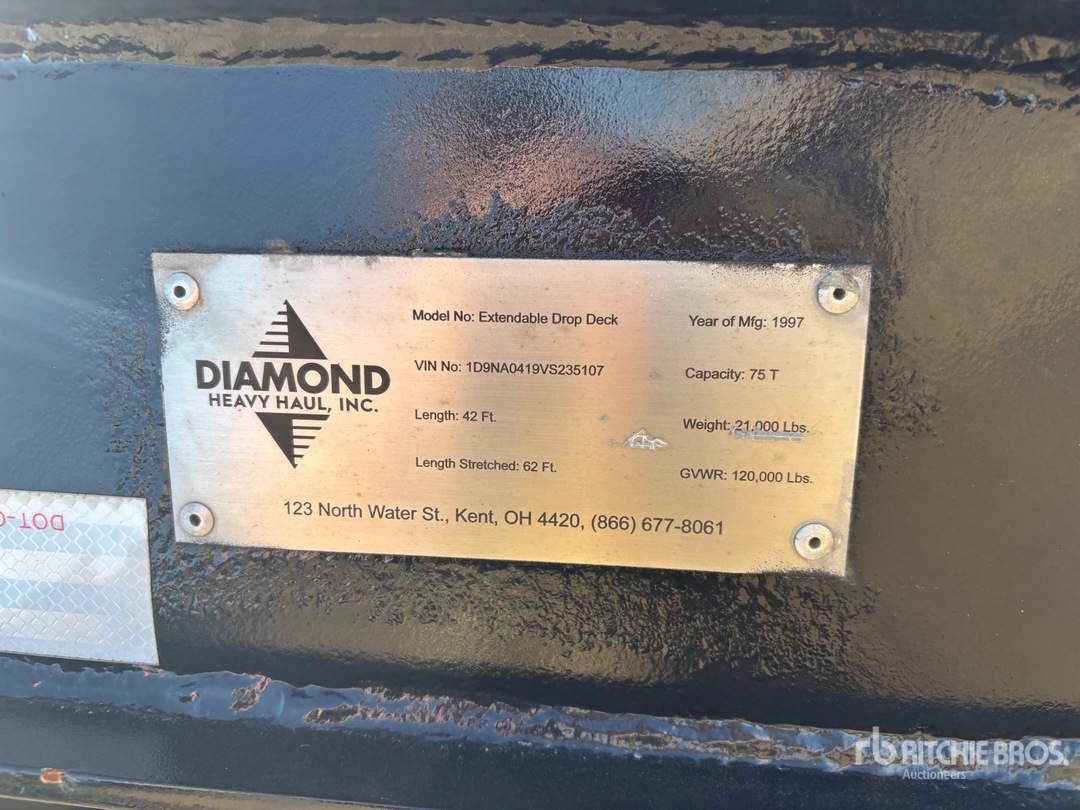 DIAMOND
HEAVY HAUL, INC.
Model No: Extendable Drop Deck
Year of Mfg: 1997
VIN No: 1D9NA0419VS235107
Capacity: 75 T
Length: 42 Ft.
Weight: 21,000 Lbs.
Length Stretched: 62 Ft.
GVWR: 120,000 Lbs.
123 North Water St., Kent, OH 4420, (866) 677-8061
DOT-C
rb RITCHIE BROS.
Auctioneers